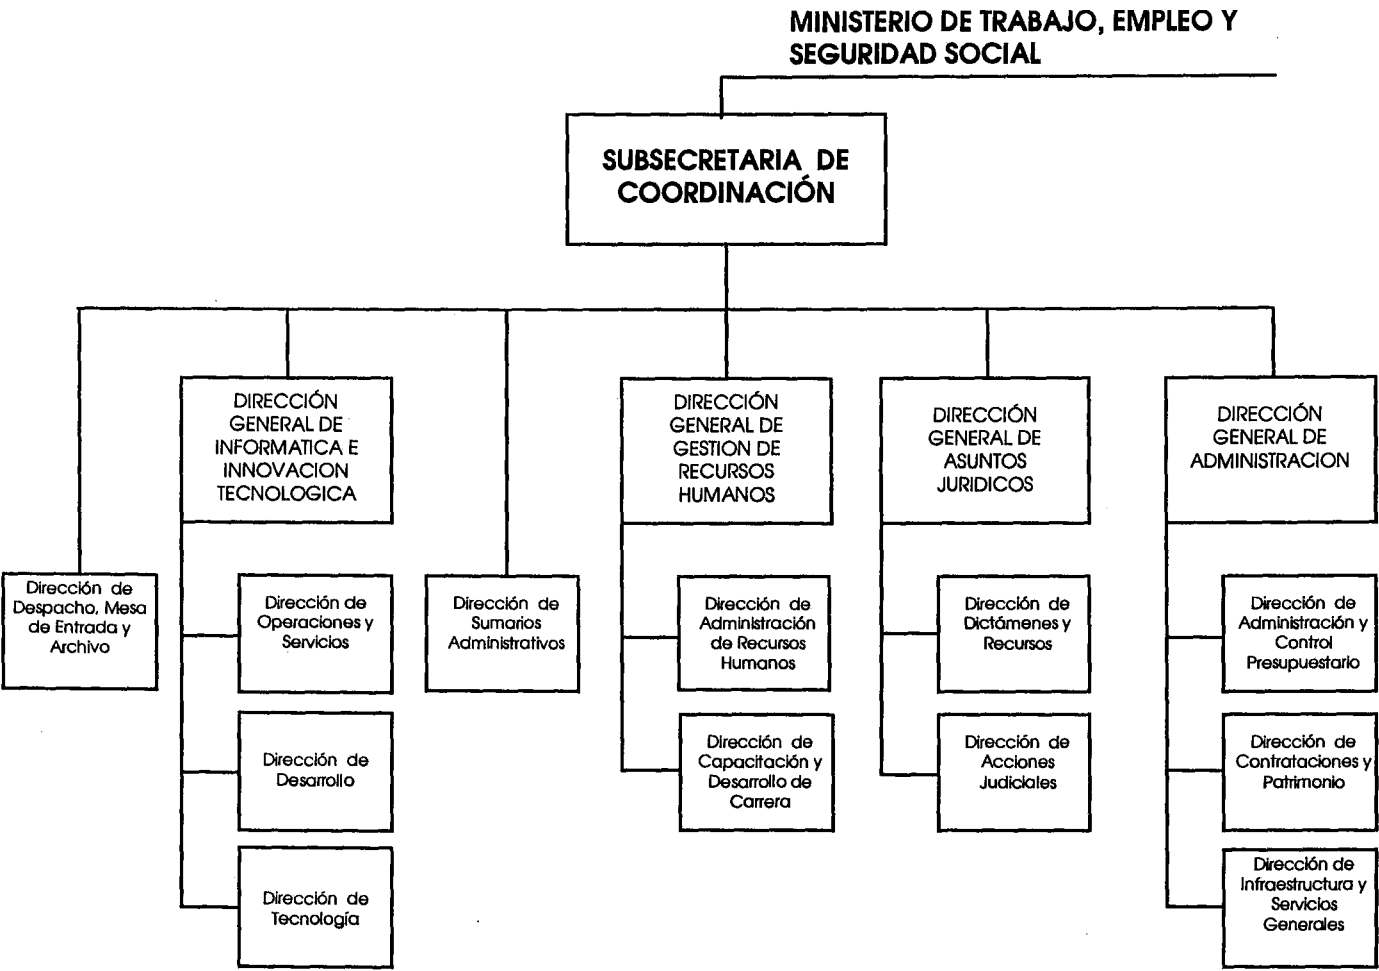 MINISTERIO DE TRABAJO, EMPLEO Y
SEGURIDAD SOCIAL
SUBSECRETARIA DE
COORDINACIÓN
DIRECCIÓN
GENERAL DE
INFORMATICA E
INNOVACION
TECNOLOGICA
DIRECCIÓN
GENERAL DE
GESTION DE
RECURSOS
HUMANOS
DIRECCIÓN
GENERAL DE
ASUNTOS
JURIDICOS
DIRECCIÓN
GENERAL DE
ADMINISTRACION
Dirección de
Despacho, Mesa
de Entrada y
Archivo
Dirección de
Operaciones y
Servicios
Dirección de
Sumarios
Administrativos
Dirección de
Administración
de Recursos
Humanos
Dirección de
Dictámenes y
Recursos
Dirección de
Administración y
Control
Presupuestario
Dirección de
Desarrollo
Dirección de
Capacitación y
Desarrollo de
Carrera
Dirección de
Acciones
Judiciales
Dirección de
Contrataciones y
Patrimonio
Dirección de
Tecnología
Dirección de
Infraestructura y
Servicios
Generales